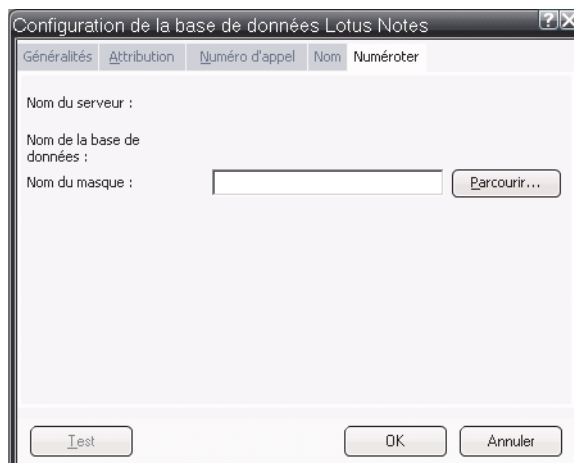 Configuration de la base de données Lotus Notes
Généralités Attribution Numéro d'appel Nom Numéroter
Nom du serveur :
Nom de la base de
données :
Nom du masque :
Parcourir...
Test OK Annuler